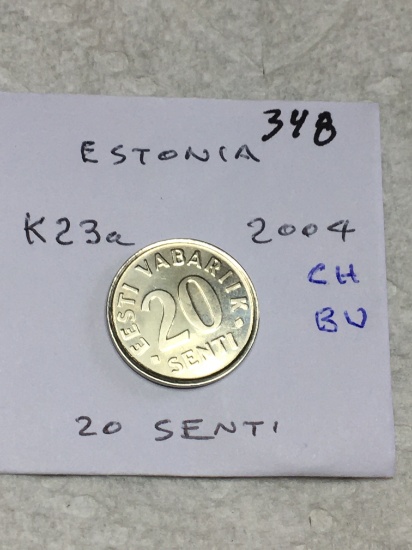 348
ESTONIA
K23a 2004
EESTI VABARIIK
20
SENTI
CH
BU
20 SENTI